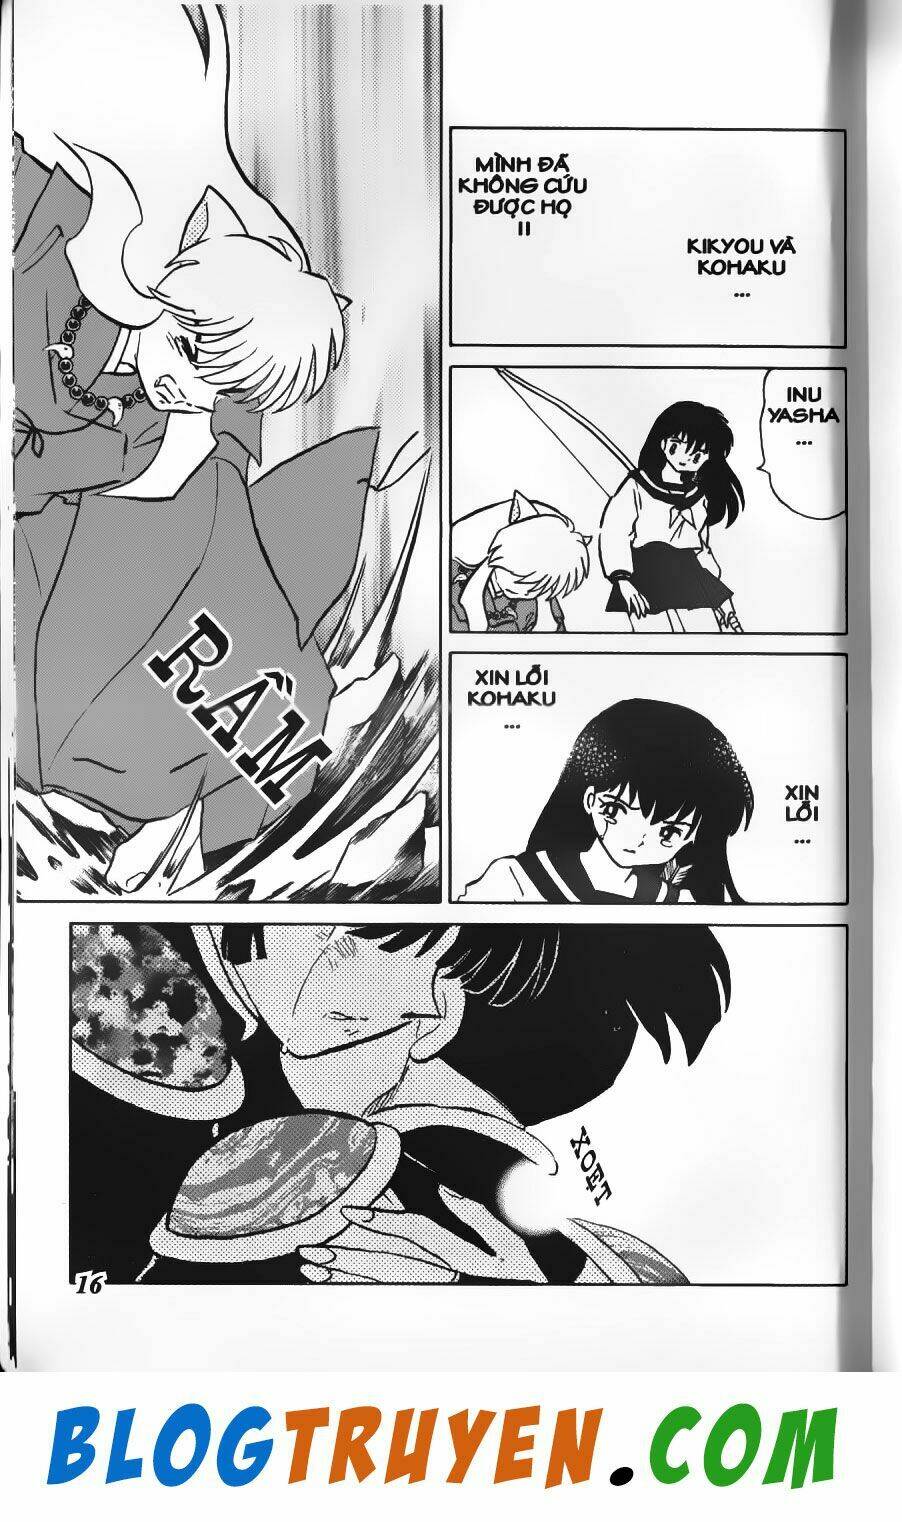 KIKYOU VÀ
KOHAKU
...
MÌNH ĐÃ
KHÔNG CỨU
ĐƯỢC HỌ
!!
INU
YASHA
...
XIN
LỖI
...
XIN LỖI
KOHAKU
...
RẦM
XOẸT
16
BLOGTRUYEN.COM